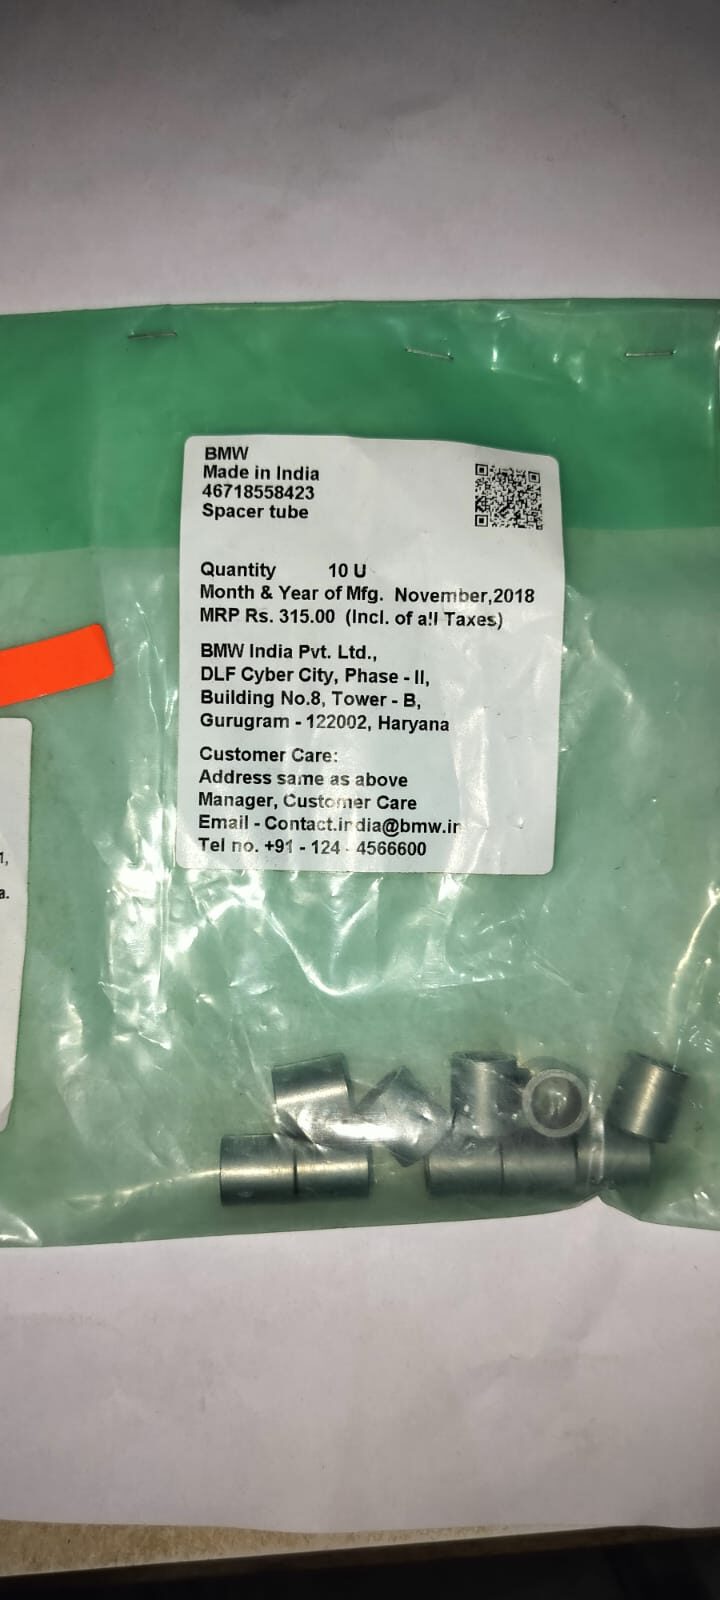 BMW
Made in India
46718558423
Spacer tube
Quantity 10 U
Month & Year of Mfg. November,2018
MRP Rs. 315.00 (Incl. of all Taxes)
BMW India Pvt. Ltd.,
DLF Cyber City, Phase - II,
Building No.8, Tower - B,
Gurugram - 122002, Haryana
Customer Care:
Address same as above
Manager, Customer Care
Email - Contact.india@bmw.in
Tel no. +91 - 124 - 4566600
1,
a.